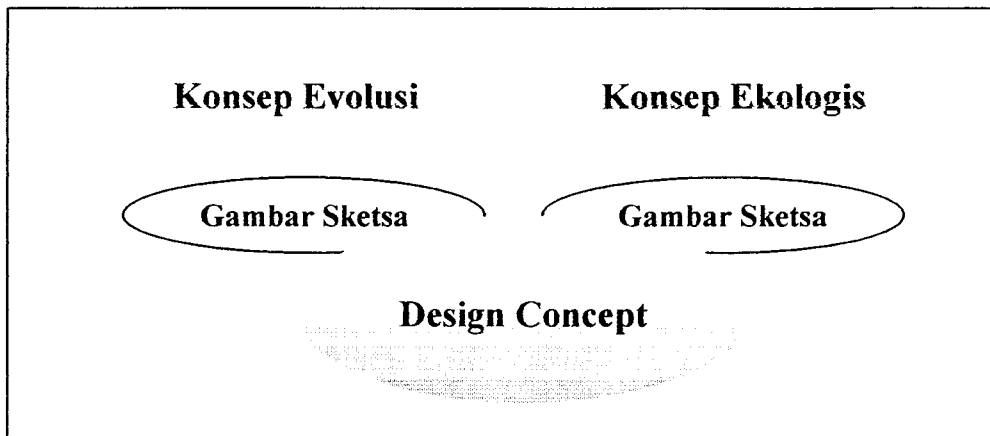 Konsep Evolusi Konsep Ekologis
Gambar Sketsa Gambar Sketsa
Design Concept